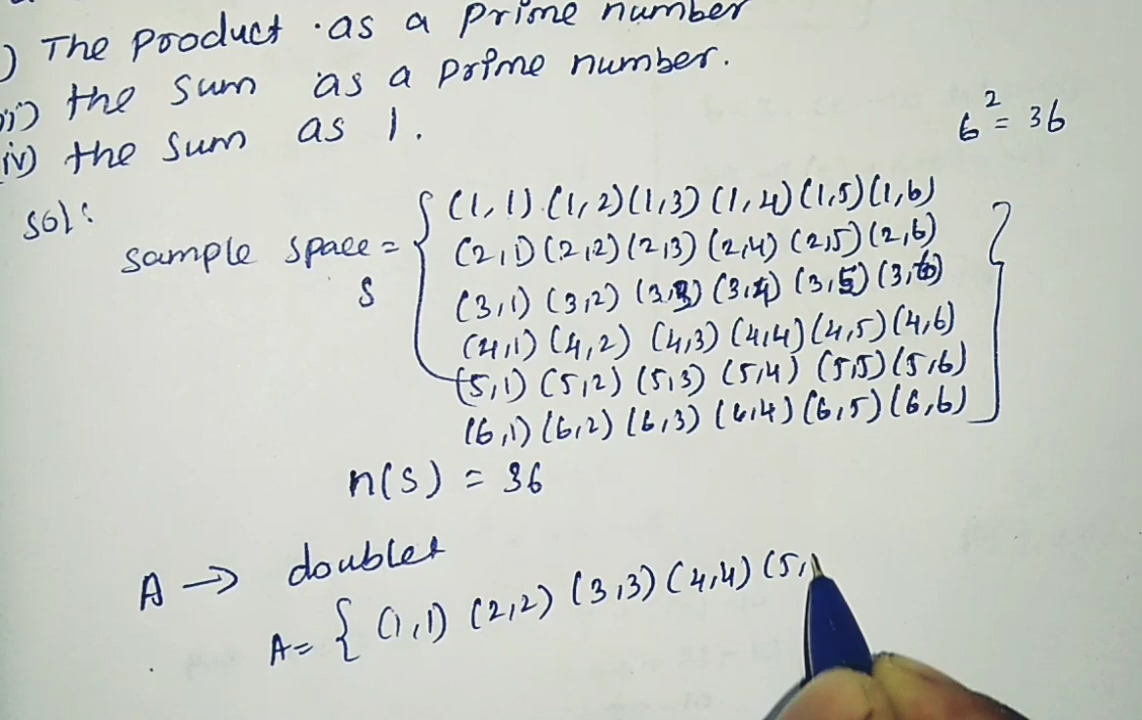 ) The product as a prime number
iii) the sum as a prime number.
iv) the sum as 1.
6² = 36
sol:
sample space = { (1,1) (1,2) (1,3) (1,4) (1,5) (1,6)
(2,1) (2,2) (2,3) (2,4) (2,5) (2,6)
S (3,1) (3,2) (3,3) (3,4) (3,5) (3,6)
(4,1) (4,2) (4,3) (4,4) (4,5) (4,6)
(5,1) (5,2) (5,3) (5,4) (5,5) (5,6)
(6,1) (6,2) (6,3) (6,4) (6,5) (6,6) }
n(S) = 36
A → doublet
A = { (1,1) (2,2) (3,3) (4,4) (5,